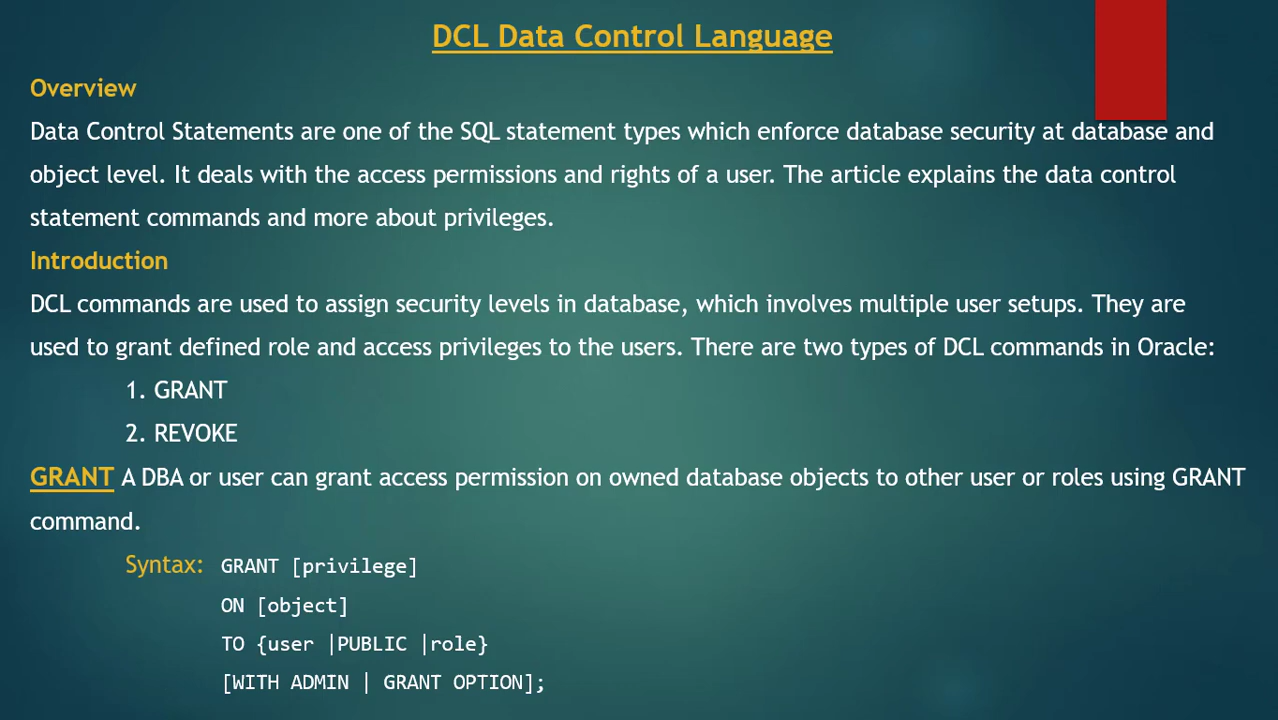 DCL Data Control Language
Overview
Data Control Statements are one of the SQL statement types which enforce database security at database and
object level. It deals with the access permissions and rights of a user. The article explains the data control
statement commands and more about privileges.
Introduction
DCL commands are used to assign security levels in database, which involves multiple user setups. They are
used to grant defined role and access privileges to the users. There are two types of DCL commands in Oracle:
1. GRANT
2. REVOKE
GRANT A DBA or user can grant access permission on owned database objects to other user or roles using GRANT
command.
Syntax: GRANT [privilege]
ON [object]
TO {user |PUBLIC |role}
[WITH ADMIN | GRANT OPTION];